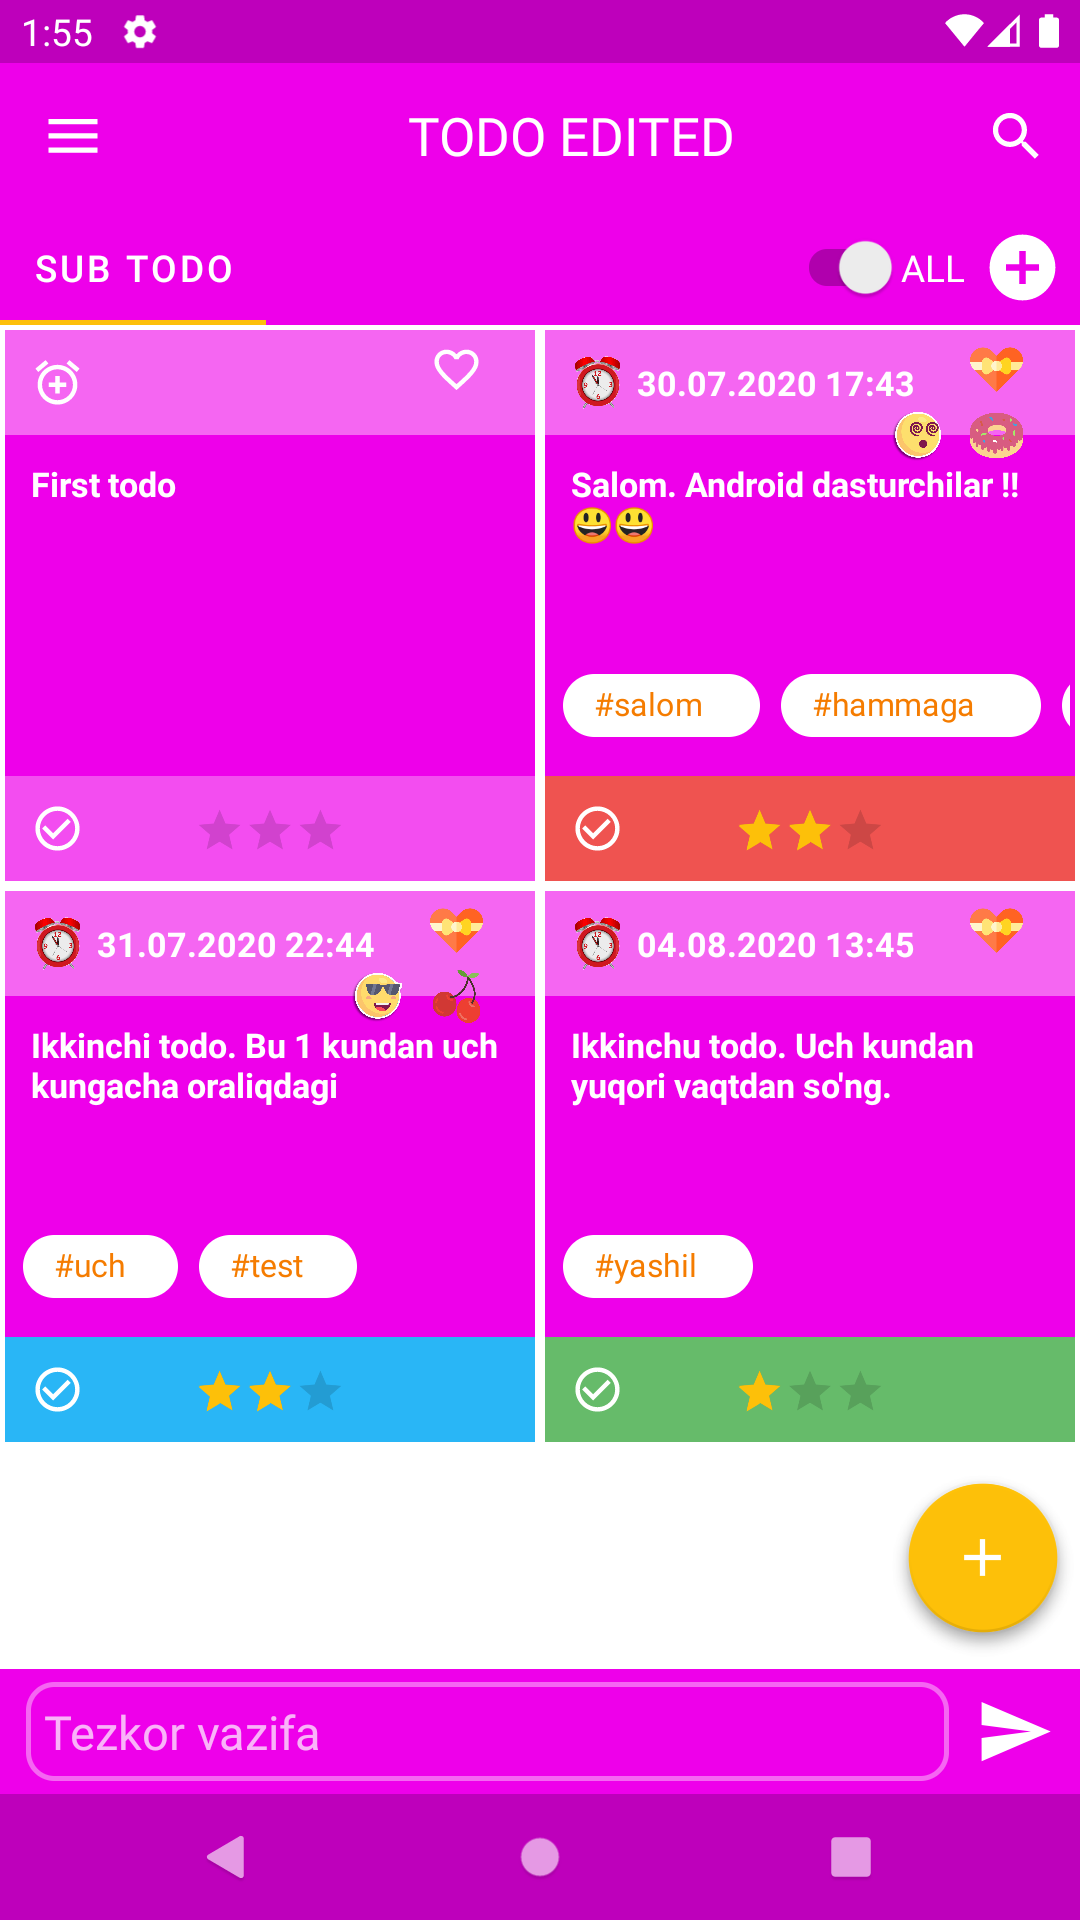 1:55
TODO EDITED
SUB TODO
ALL
First todo
30.07.2020 17:43
Salom. Android dasturchilar !!
😃😃
#salom
#hammaga
31.07.2020 22:44
Ikkinchi todo. Bu 1 kundan uch
kungacha oraliqdagi
#uch
#test
04.08.2020 13:45
Ikkinchu todo. Uch kundan
yuqori vaqtdan so'ng.
#yashil
Tezkor vazifa